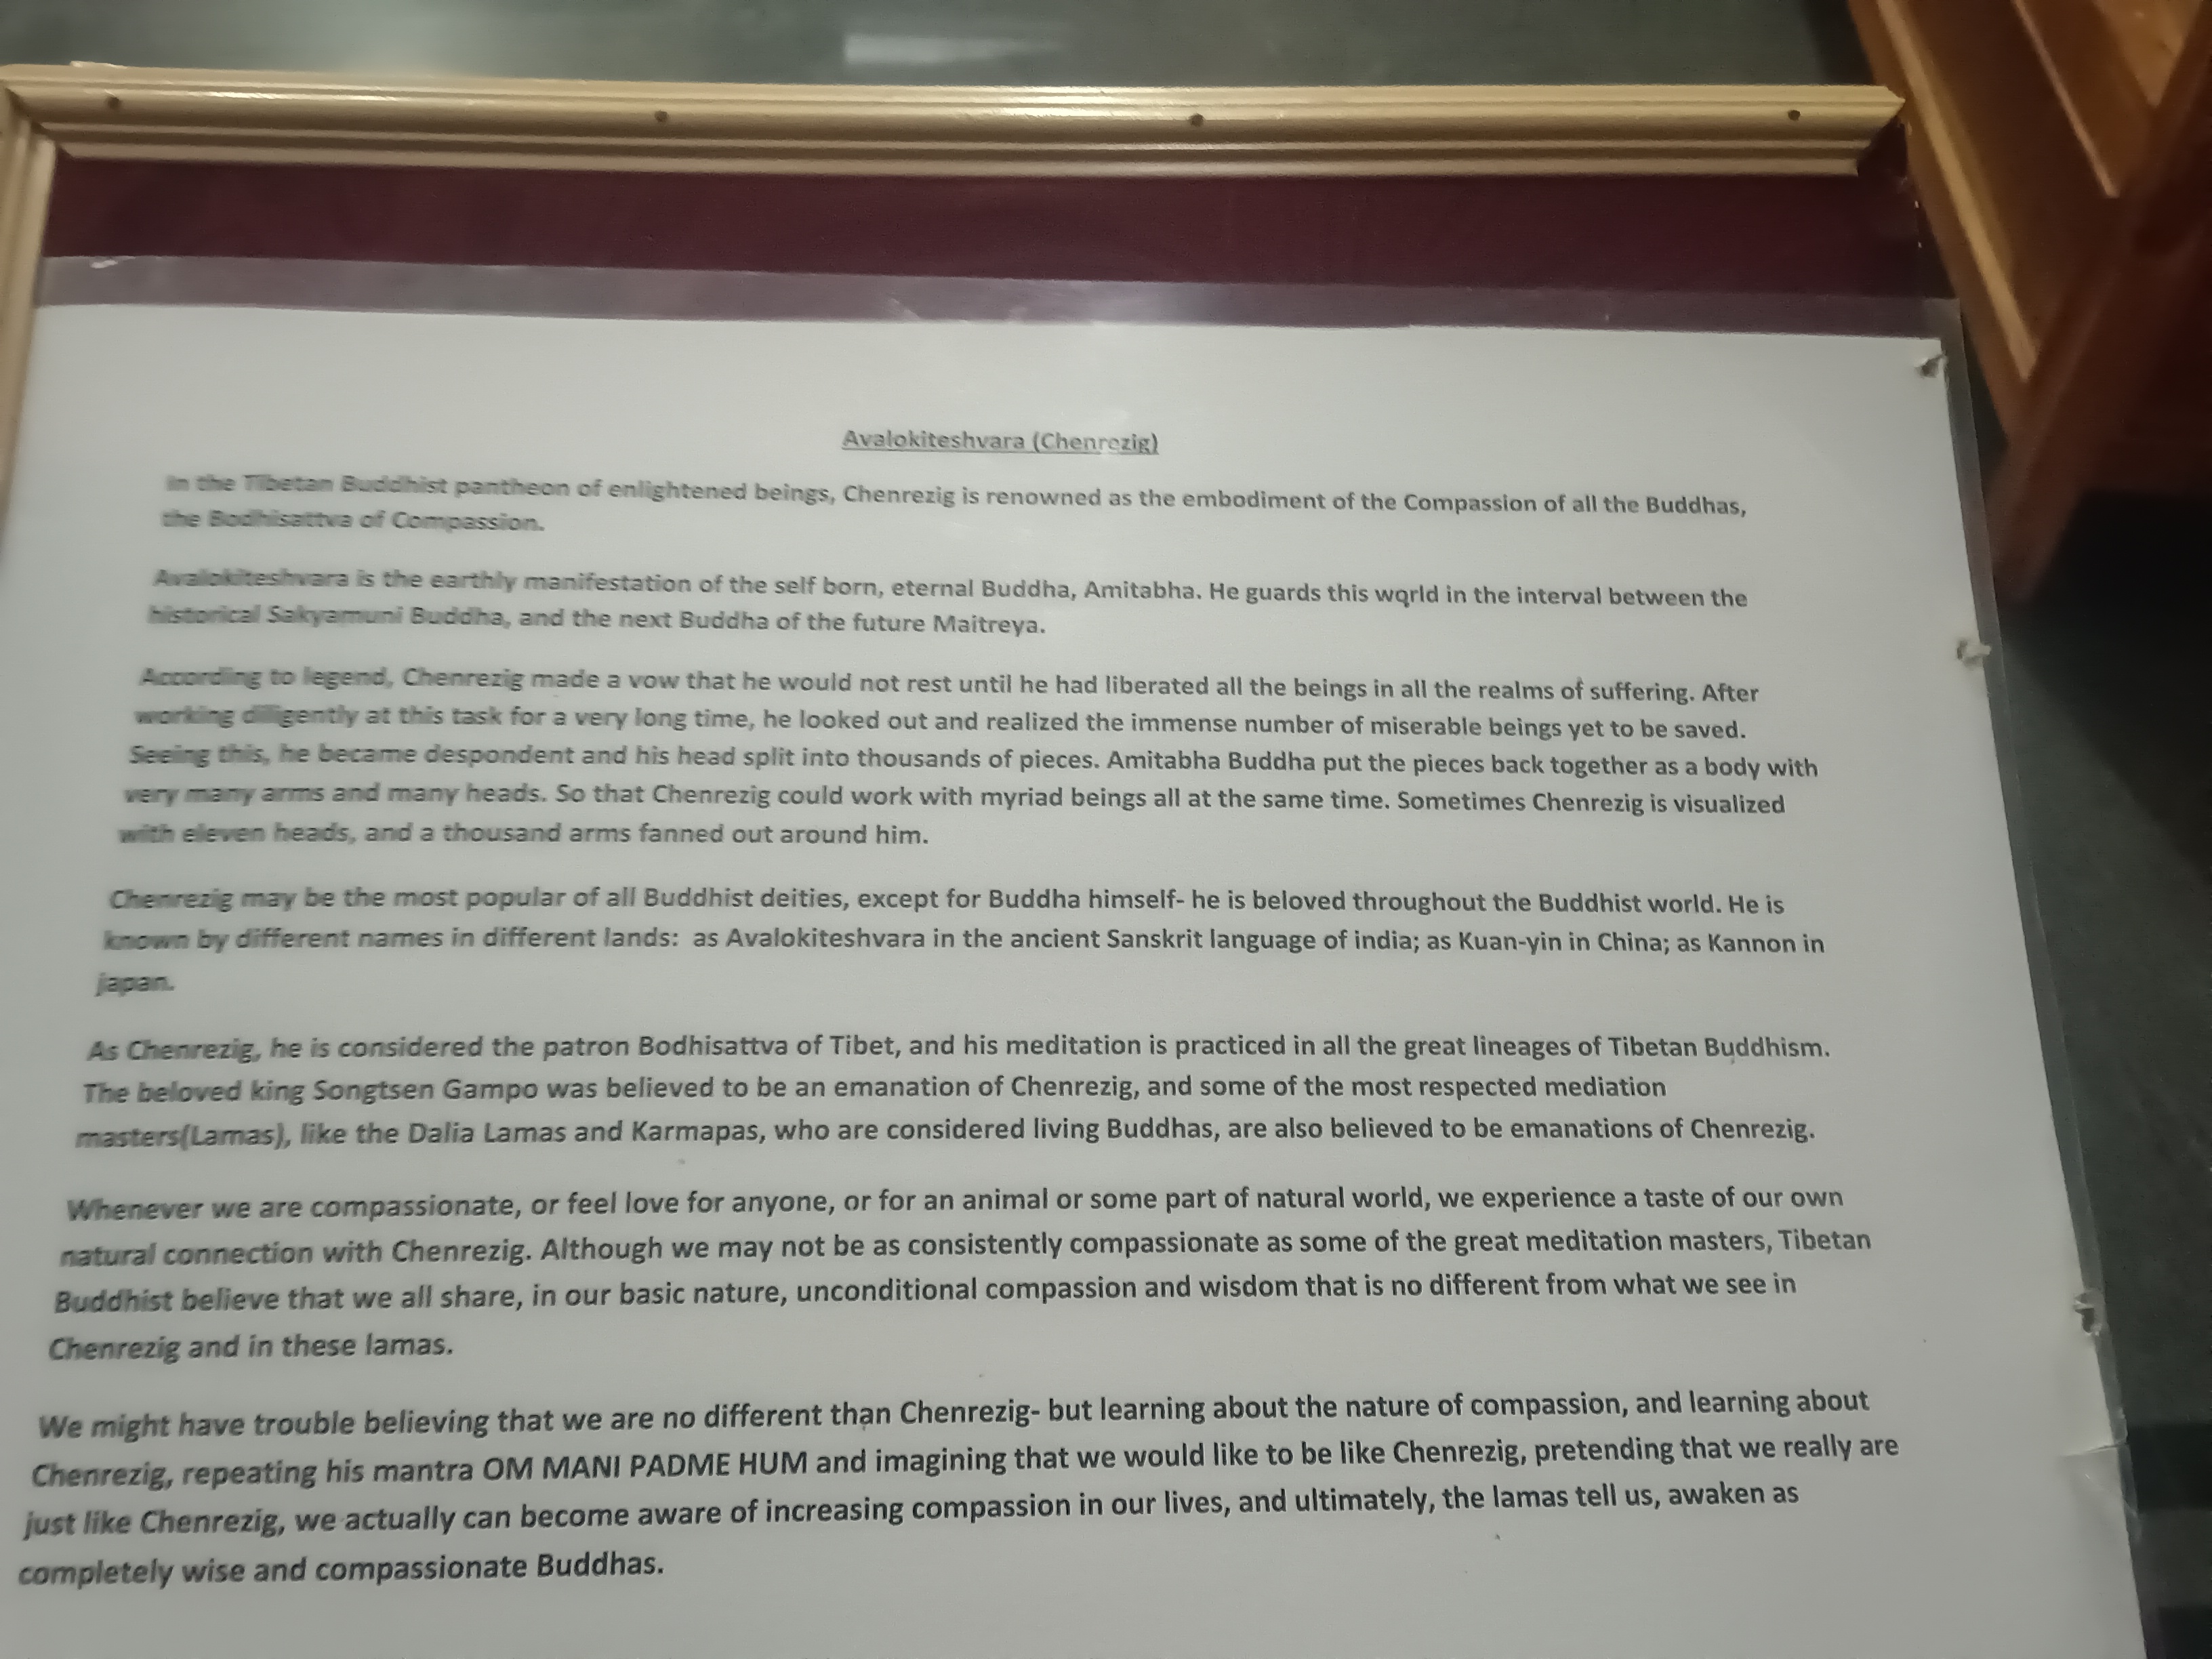 Avalokiteshvara (Chenrezig)
In the Tibetan Buddhist pantheon of enlightened beings, Chenrezig is renowned as the embodiment of the Compassion of all the Buddhas,
the Bodhisattva of Compassion.
Avalokiteshvara is the earthly manifestation of the self born, eternal Buddha, Amitabha. He guards this world in the interval between the
historical Sakyamuni Buddha, and the next Buddha of the future Maitreya.
According to legend, Chenrezig made a vow that he would not rest until he had liberated all the beings in all the realms of suffering. After
working diligently at this task for a very long time, he looked out and realized the immense number of miserable beings yet to be saved.
Seeing this, he became despondent and his head split into thousands of pieces. Amitabha Buddha put the pieces back together as a body with
very many arms and many heads. So that Chenrezig could work with myriad beings all at the same time. Sometimes Chenrezig is visualized
with eleven heads, and a thousand arms fanned out around him.
Chenrezig may be the most popular of all Buddhist deities, except for Buddha himself- he is beloved throughout the Buddhist world. He is
known by different names in different lands: as Avalokiteshvara in the ancient Sanskrit language of india; as Kuan-yin in China; as Kannon in
japan.
As Chenrezig, he is considered the patron Bodhisattva of Tibet, and his meditation is practiced in all the great lineages of Tibetan Buddhism.
The beloved king Songtsen Gampo was believed to be an emanation of Chenrezig, and some of the most respected mediation
masters(Lamas), like the Dalia Lamas and Karmapas, who are considered living Buddhas, are also believed to be emanations of Chenrezig.
Whenever we are compassionate, or feel love for anyone, or for an animal or some part of natural world, we experience a taste of our own
natural connection with Chenrezig. Although we may not be as consistently compassionate as some of the great meditation masters, Tibetan
Buddhist believe that we all share, in our basic nature, unconditional compassion and wisdom that is no different from what we see in
Chenrezig and in these lamas.
We might have trouble believing that we are no different than Chenrezig- but learning about the nature of compassion, and learning about
Chenrezig, repeating his mantra OM MANI PADME HUM and imagining that we would like to be like Chenrezig, pretending that we really are
just like Chenrezig, we actually can become aware of increasing compassion in our lives, and ultimately, the lamas tell us, awaken as
completely wise and compassionate Buddhas.